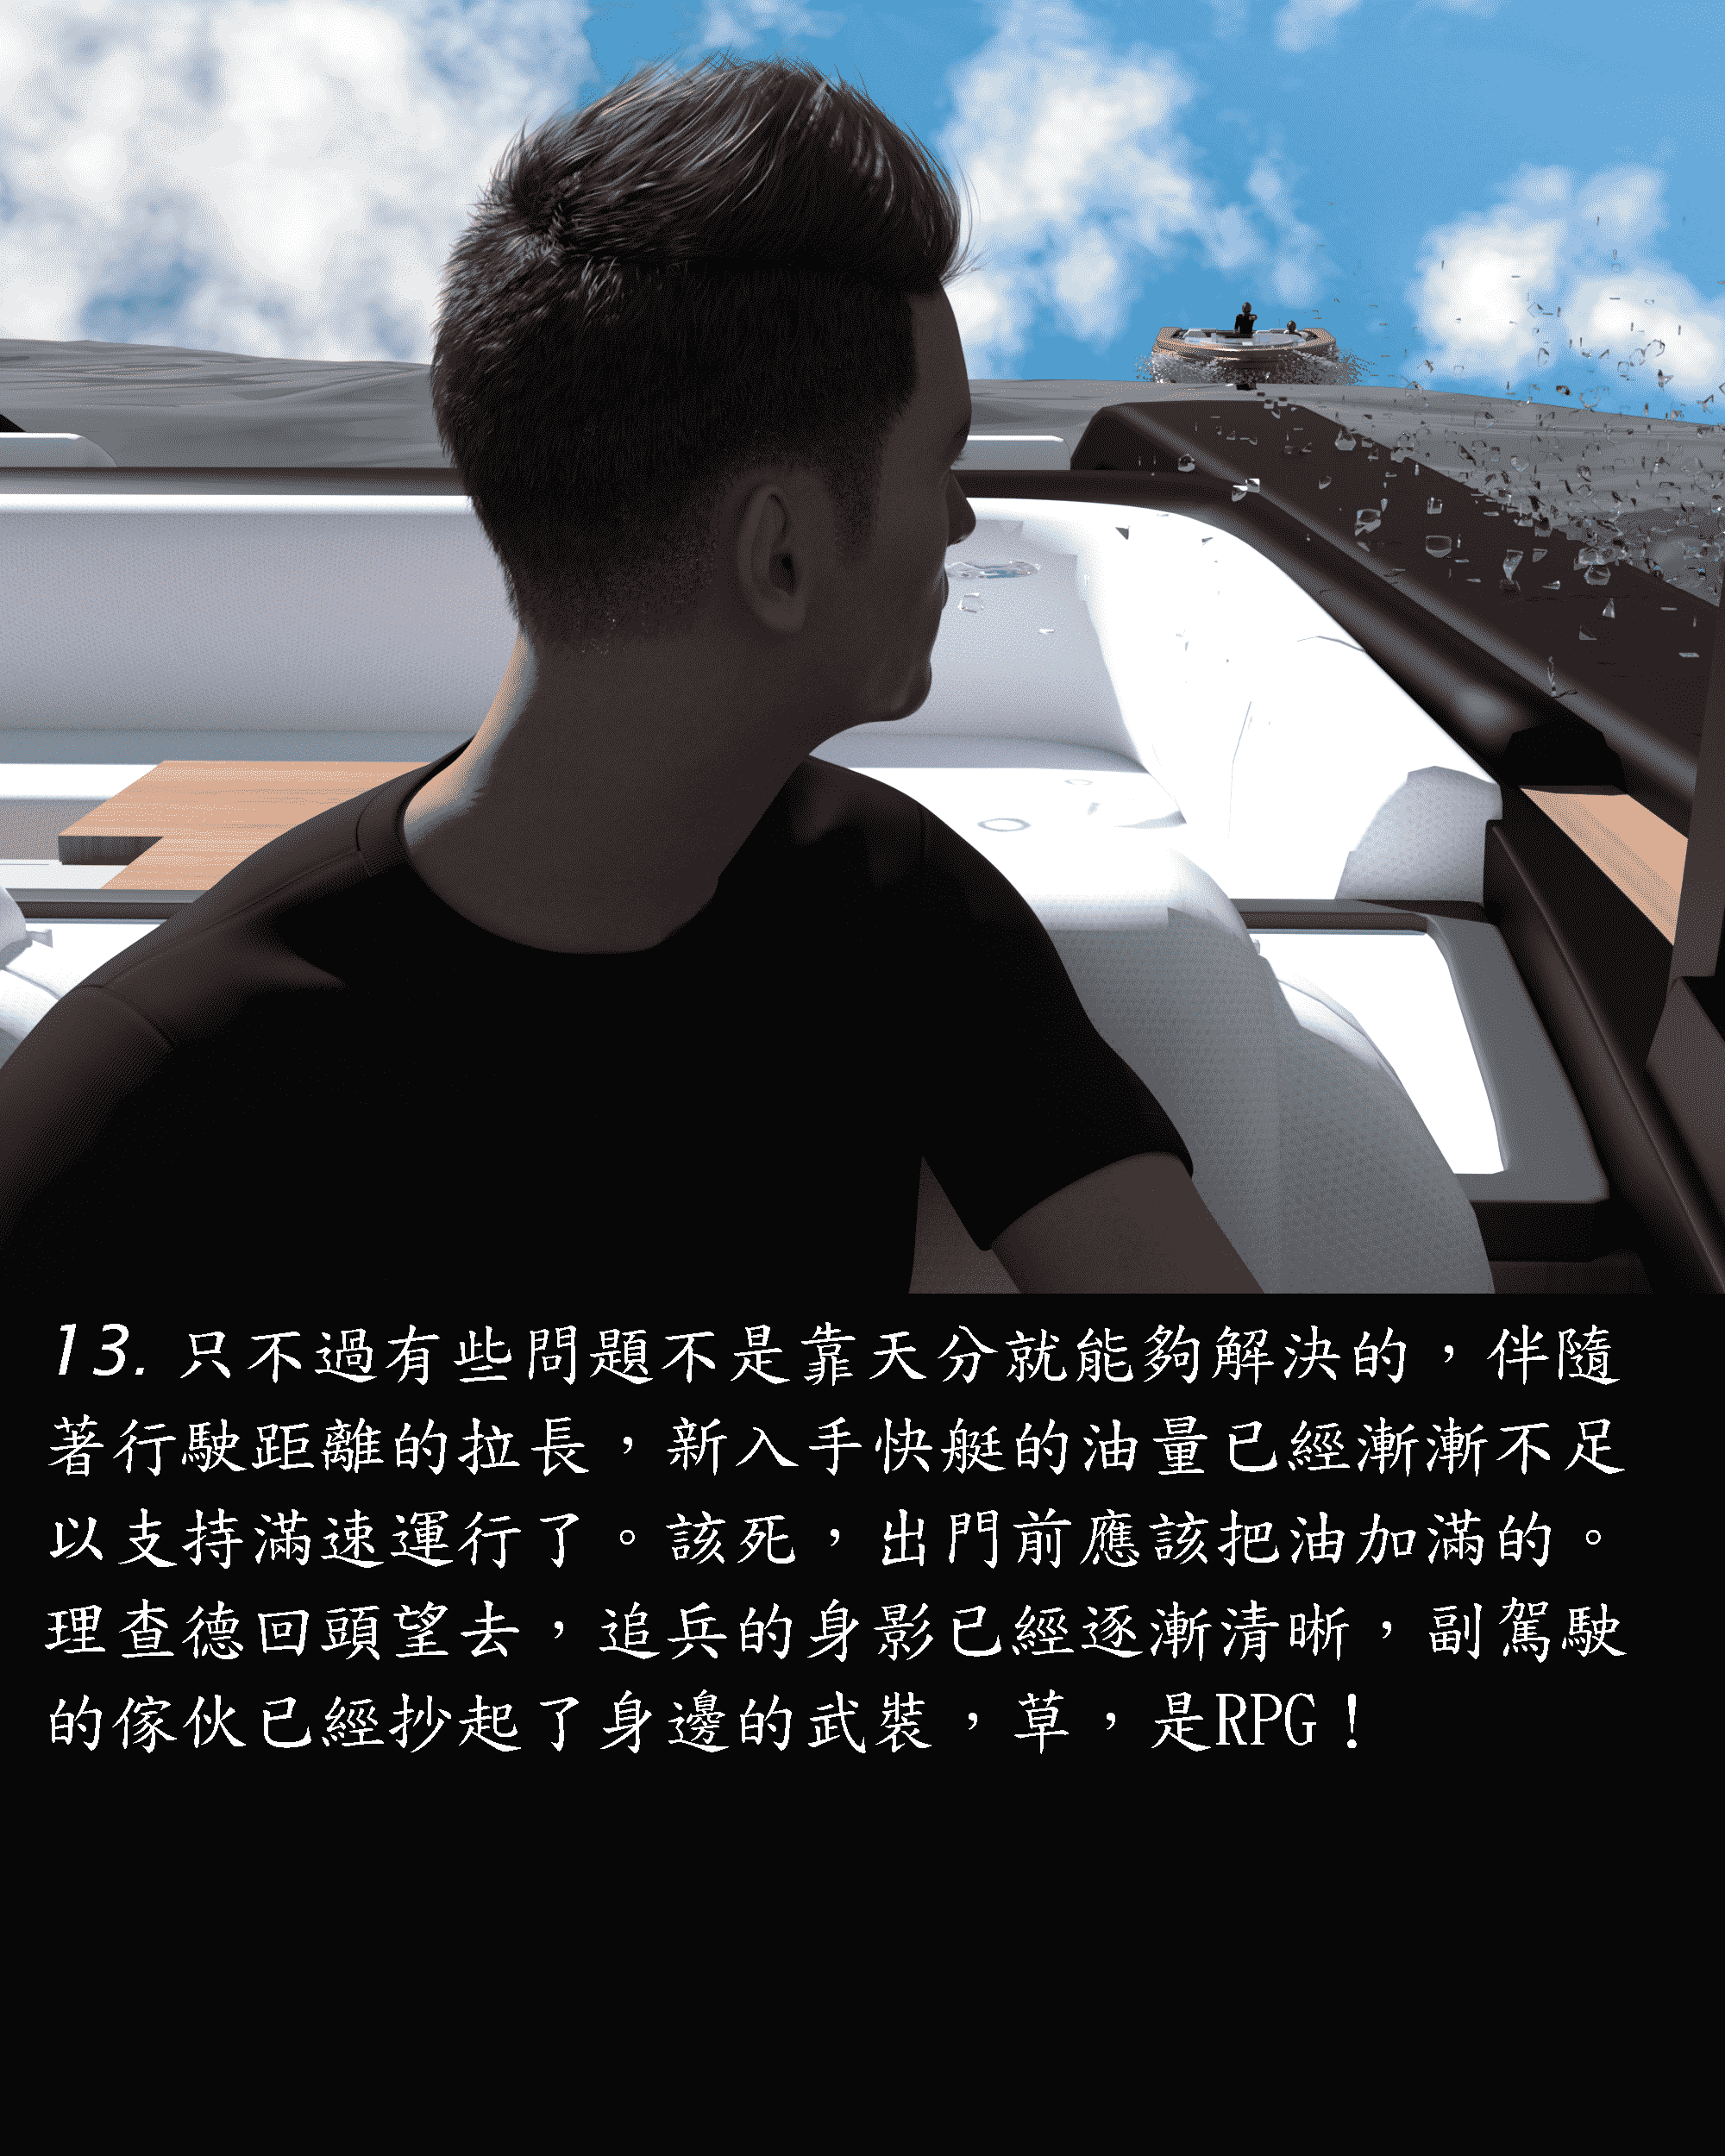 13. 只不過有些問題不是靠天分就能夠解決的，伴隨
著行駛距離的拉長，新入手快艇的油量已經漸漸不足
以支持滿速運行了。該死，出門前應該把油加滿的。
理查德回頭望去，追兵的身影已經逐漸清晰，副駕駛
的傢伙已經抄起了身邊的武裝，草，是RPG！